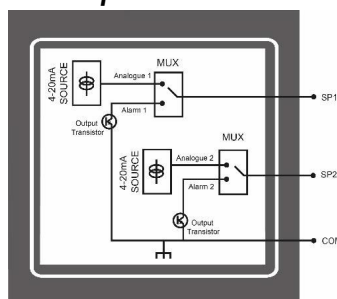 MUX
4-20mA
SOURCE
Analogue 1
SP1
Alarm 1
Output
Transistor
MUX
4-20mA
SOURCE
Analogue 2
SP2
Alarm 2
Output
Transistor